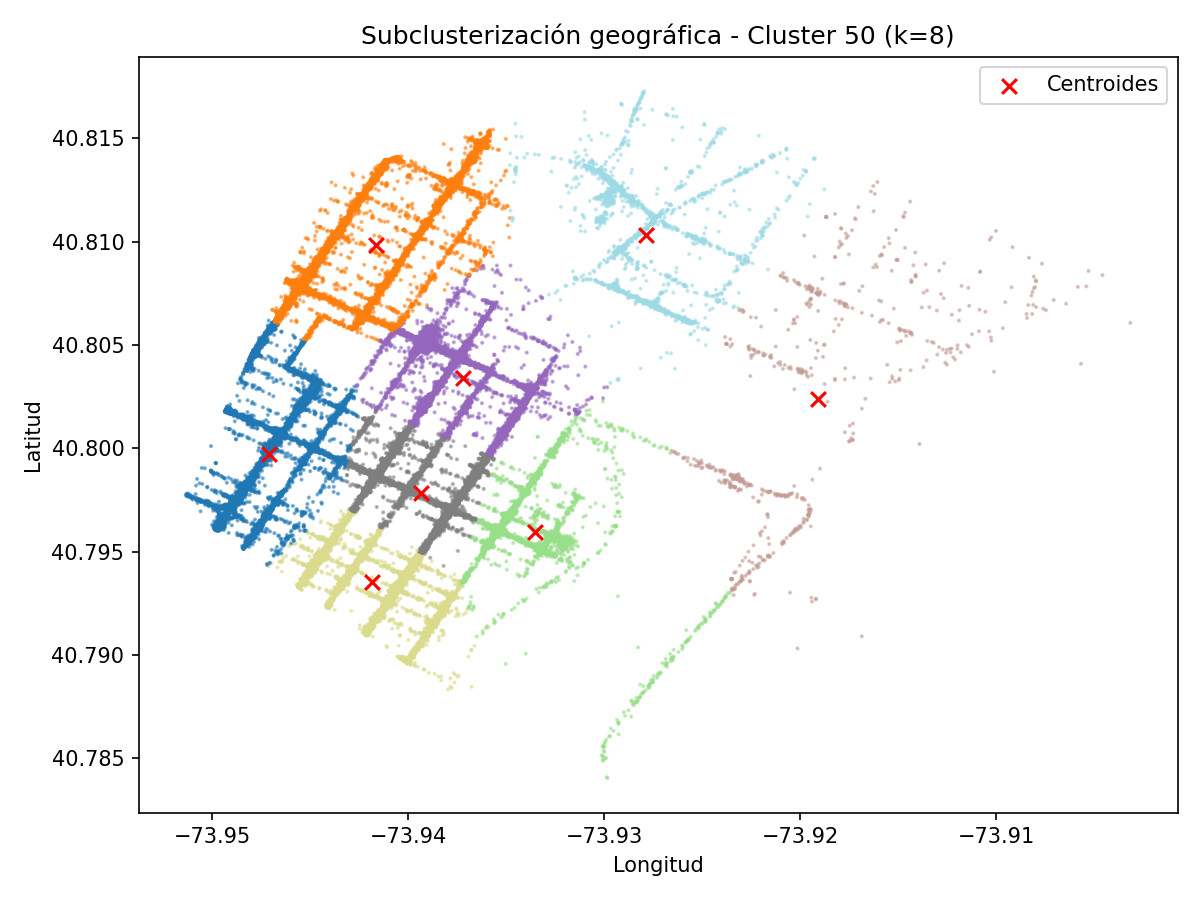 Subclusterización geográfica - Cluster 50 (k=8)
Centroides
40.815
40.810
40.805
40.800
40.795
40.790
40.785
Latitud
−73.95 −73.94 −73.93 −73.92 −73.91
Longitud